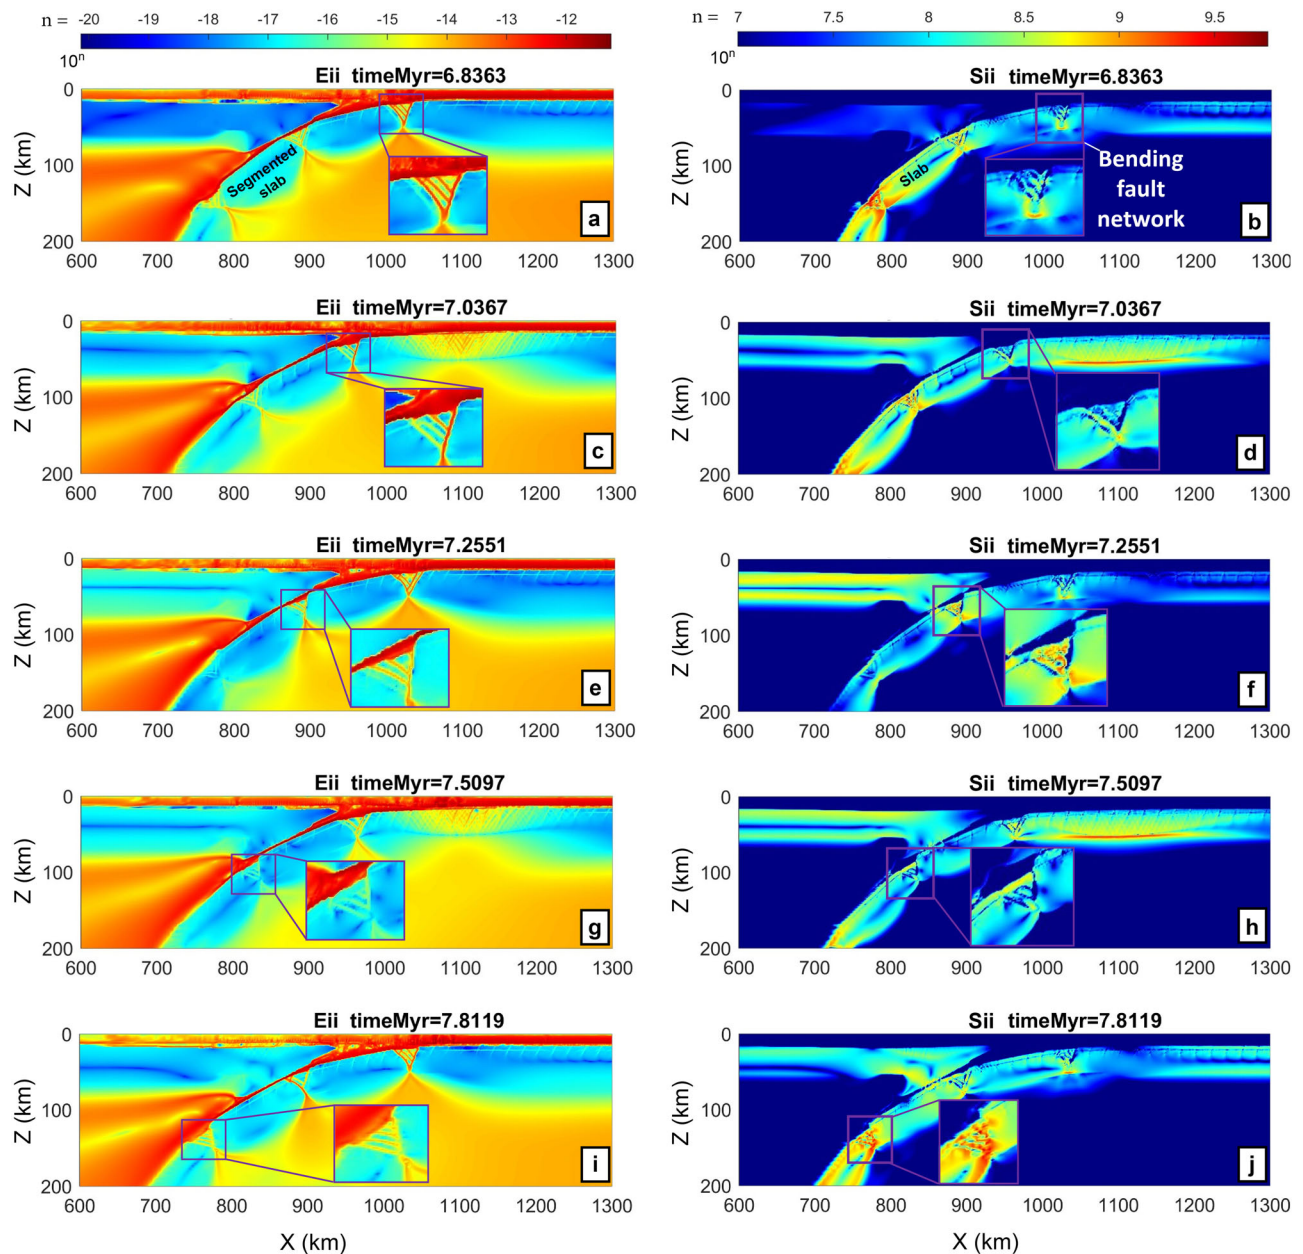 n = -20 -19 -18 -17 -16 -15 -14 -13 -12
10ⁿ
n = 7 7.5 8 8.5 9 9.5
10ⁿ
Eii timeMyr=6.8363
Z (km)
0
100
200
Segmented
slab
a
600 700 800 900 1000 1100 1200 1300
Sii timeMyr=6.8363
Z (km)
0
100
200
Slab
Bending
fault
network
b
600 700 800 900 1000 1100 1200 1300
Eii timeMyr=7.0367
Z (km)
0
100
200
c
600 700 800 900 1000 1100 1200 1300
Sii timeMyr=7.0367
Z (km)
0
100
200
d
600 700 800 900 1000 1100 1200 1300
Eii timeMyr=7.2551
Z (km)
0
100
200
e
600 700 800 900 1000 1100 1200 1300
Sii timeMyr=7.2551
Z (km)
0
100
200
f
600 700 800 900 1000 1100 1200 1300
Eii timeMyr=7.5097
Z (km)
0
100
200
g
600 700 800 900 1000 1100 1200 1300
Sii timeMyr=7.5097
Z (km)
0
100
200
h
600 700 800 900 1000 1100 1200 1300
Eii timeMyr=7.8119
Z (km)
0
100
200
i
600 700 800 900 1000 1100 1200 1300
X (km)
Sii timeMyr=7.8119
Z (km)
0
100
200
j
600 700 800 900 1000 1100 1200 1300
X (km)